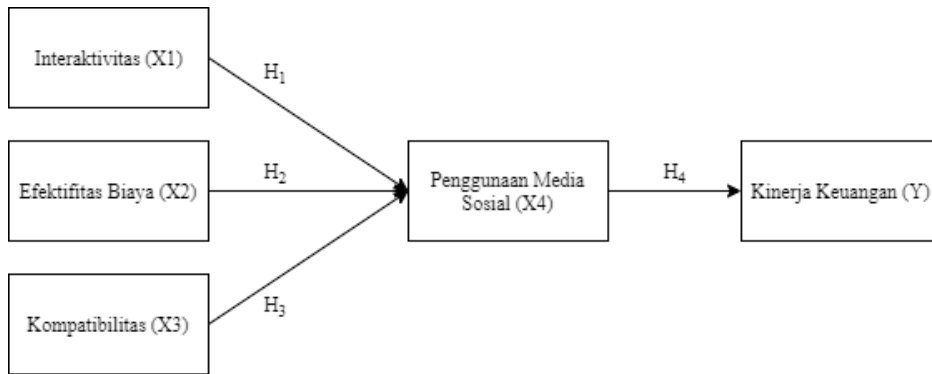 Interaktivitas (X1)
H₁
Efektifitas Biaya (X2)
H₂
Penggunaan Media
Sosial (X4)
H₄
Kinerja Keuangan (Y)
H₃
Kompatibilitas (X3)